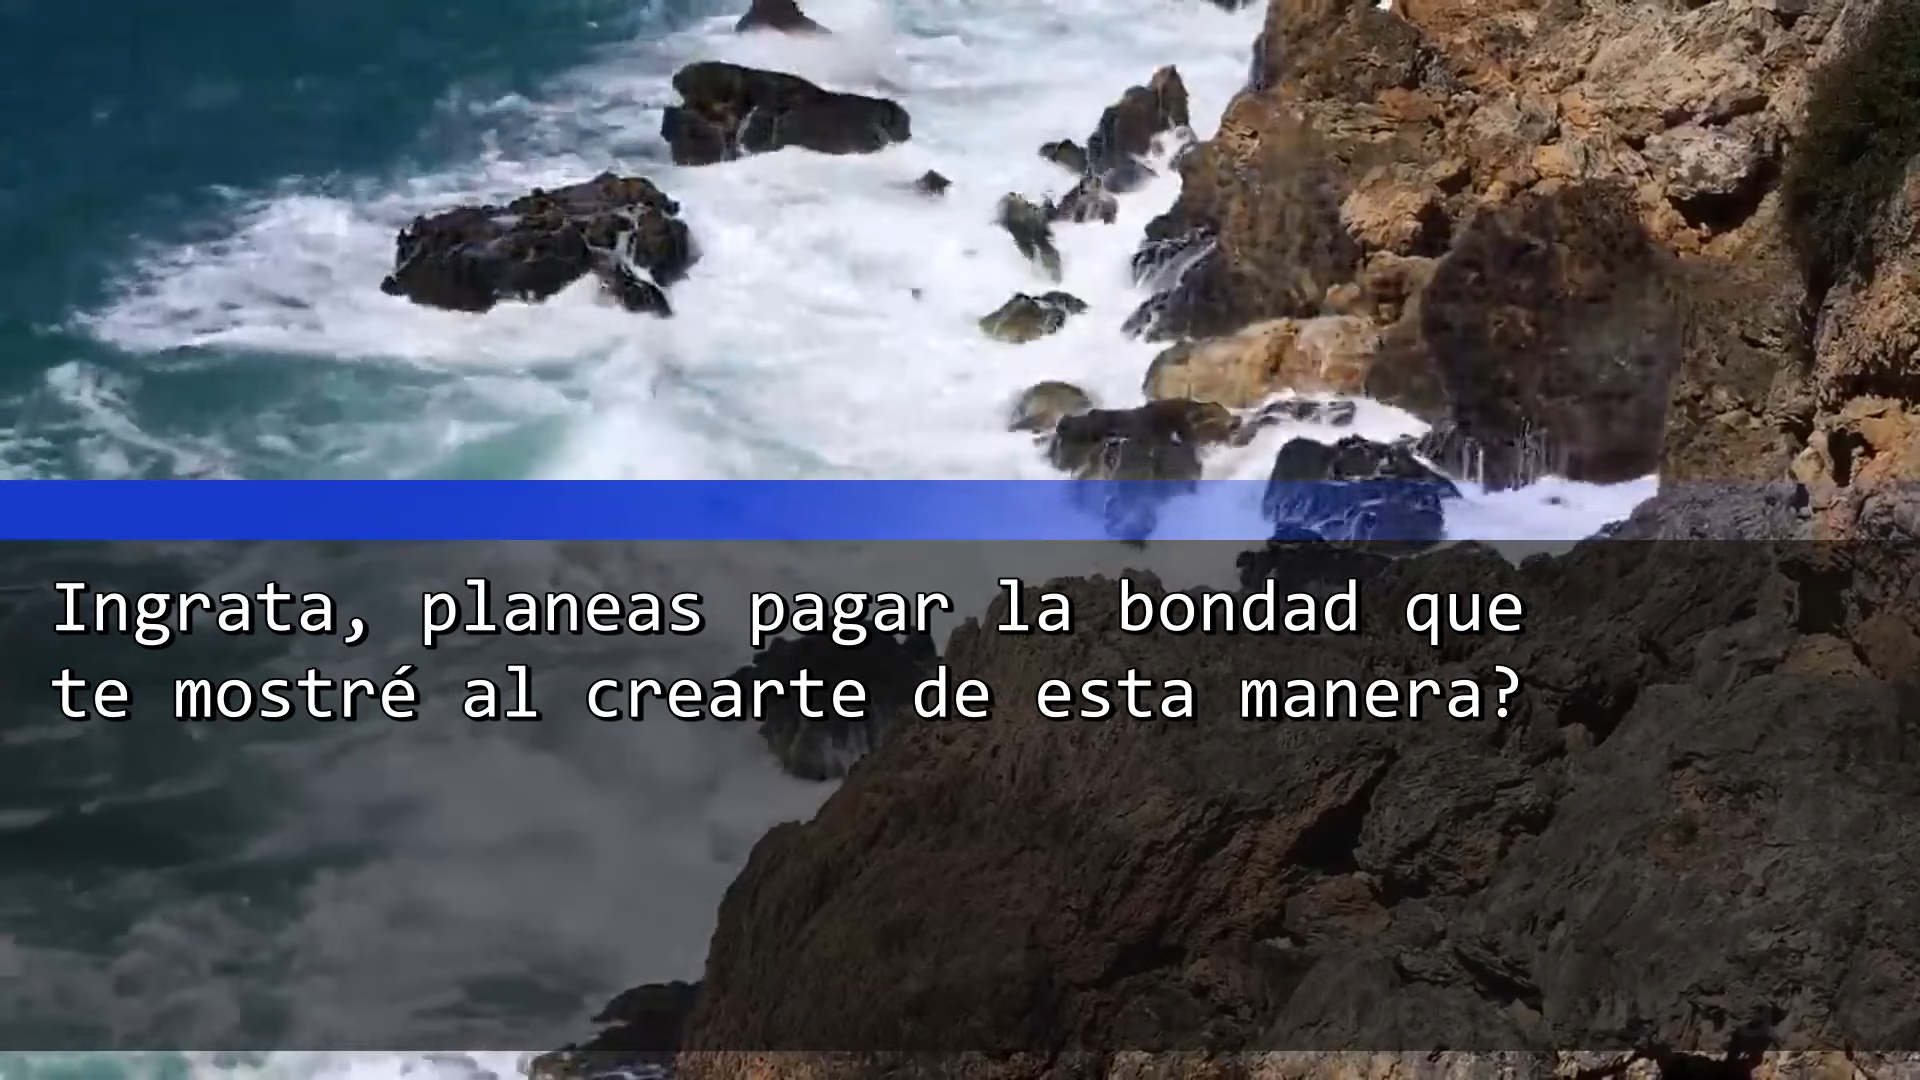 Ingrata, planeas pagar la bondad que
te mostré al crearte de esta manera?